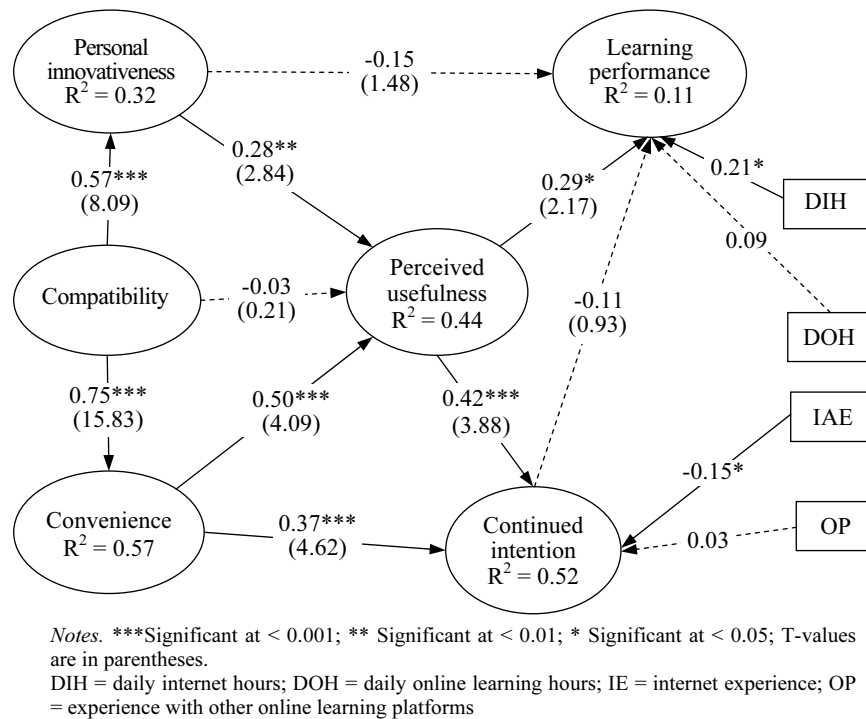 Personal
innovativeness
R² = 0.32
-0.15
(1.48)
Learning
performance
R² = 0.11
0.28**
(2.84)
0.57***
(8.09)
0.29*
(2.17)
0.21*
DIH
0.09
Compatibility
-0.03
(0.21)
Perceived
usefulness
R² = 0.44
-0.11
(0.93)
DOH
0.75***
(15.83)
0.50***
(4.09)
0.42***
(3.88)
IAE
-0.15*
Convenience
R² = 0.57
0.37***
(4.62)
Continued
intention
R² = 0.52
0.03
OP
Notes. ***Significant at < 0.001; ** Significant at < 0.01; * Significant at < 0.05; T-values
are in parentheses.
DIH = daily internet hours; DOH = daily online learning hours; IE = internet experience; OP
= experience with other online learning platforms